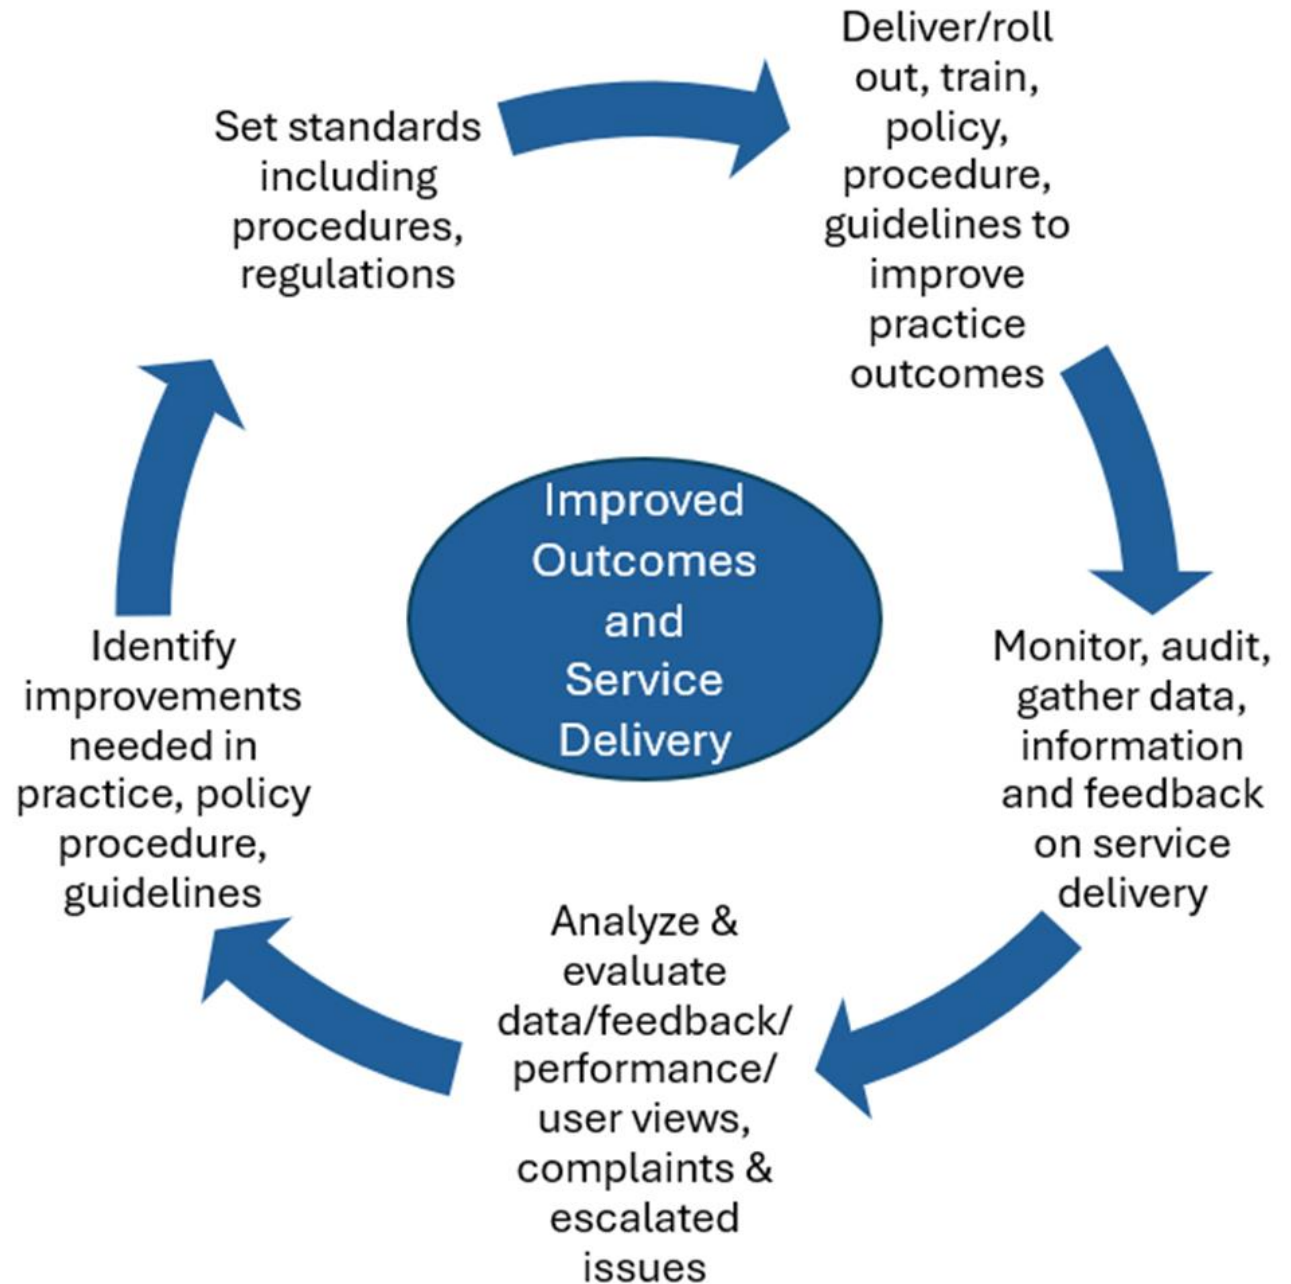 Set standards
including
procedures,
regulations
Deliver/roll
out, train,
policy,
procedure,
guidelines to
improve
practice
outcomes
Monitor, audit,
gather data,
information
and feedback
on service
delivery
Analyze &
evaluate
data/feedback/
performance/
user views,
complaints &
escalated
issues
Identify
improvements
needed in
practice, policy
procedure,
guidelines
Improved
Outcomes
and
Service
Delivery